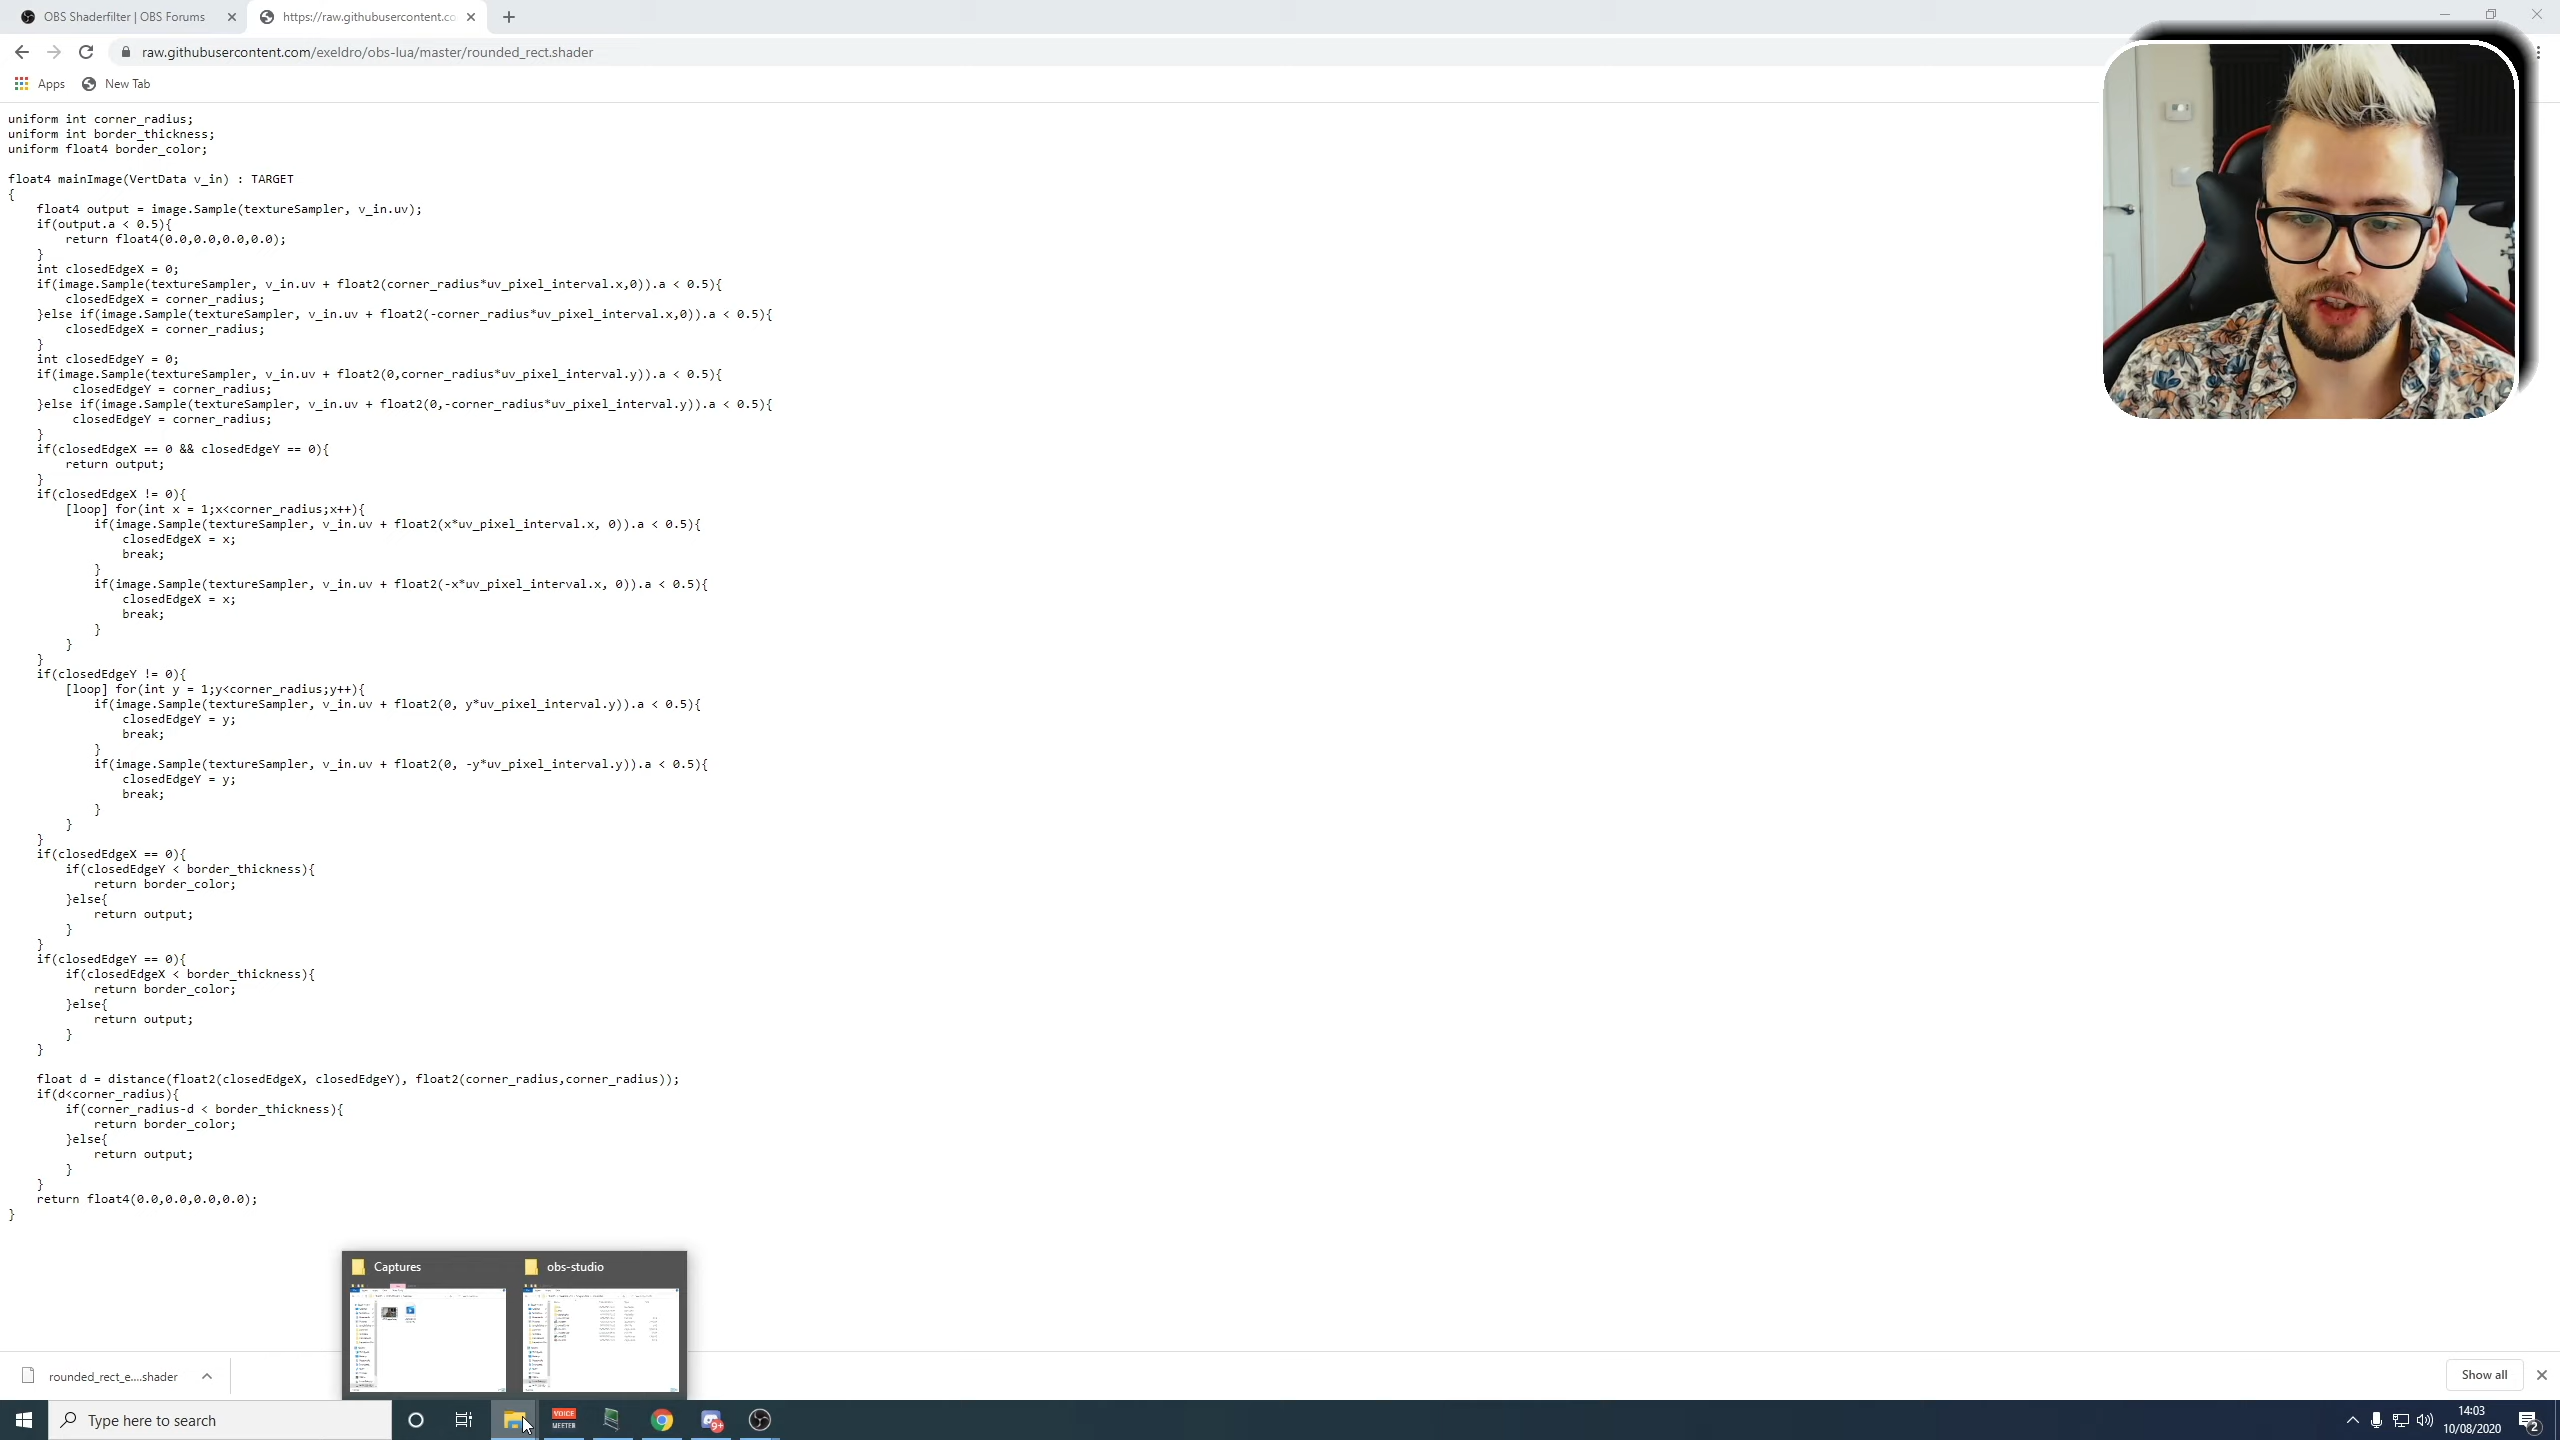 OBS Shaderfilter | OBS Forums
https://raw.githubusercontent.co
raw.githubusercontent.com/exeldro/obs-lua/master/rounded_rect.shader
Apps
New Tab
uniform int corner_radius;
uniform int border_thickness;
uniform float4 border_color;
float4 mainImage(VertData v_in) : TARGET
{
    float4 output = image.Sample(textureSampler, v_in.uv);
    if(output.a < 0.5){
        return float4(0.0,0.0,0.0,0.0);
    }
    int closedEdgeX = 0;
    if(image.Sample(textureSampler, v_in.uv + float2(corner_radius*uv_pixel_interval.x,0)).a < 0.5){
        closedEdgeX = corner_radius;
    }else if(image.Sample(textureSampler, v_in.uv + float2(-corner_radius*uv_pixel_interval.x,0)).a < 0.5){
        closedEdgeX = corner_radius;
    }
    int closedEdgeY = 0;
    if(image.Sample(textureSampler, v_in.uv + float2(0,corner_radius*uv_pixel_interval.y)).a < 0.5){
         closedEdgeY = corner_radius;
    }else if(image.Sample(textureSampler, v_in.uv + float2(0,-corner_radius*uv_pixel_interval.y)).a < 0.5){
         closedEdgeY = corner_radius;
    }
    if(closedEdgeX == 0 && closedEdgeY == 0){
        return output;
    }
    if(closedEdgeX != 0){
        [loop] for(int x = 1;x<corner_radius;x++){
            if(image.Sample(textureSampler, v_in.uv + float2(x*uv_pixel_interval.x, 0)).a < 0.5){
                closedEdgeX = x;
                break;
            }
            if(image.Sample(textureSampler, v_in.uv + float2(-x*uv_pixel_interval.x, 0)).a < 0.5){
                closedEdgeX = x;
                break;
            }
        }
    }
    if(closedEdgeY != 0){
        [loop] for(int y = 1;y<corner_radius;y++){
            if(image.Sample(textureSampler, v_in.uv + float2(0, y*uv_pixel_interval.y)).a < 0.5){
                closedEdgeY = y;
                break;
            }
            if(image.Sample(textureSampler, v_in.uv + float2(0, -y*uv_pixel_interval.y)).a < 0.5){
                closedEdgeY = y;
                break;
            }
        }
    }
    if(closedEdgeX == 0){
        if(closedEdgeY < border_thickness){
            return border_color;
        }else{
            return output;
        }
    }
    if(closedEdgeY == 0){
        if(closedEdgeX < border_thickness){
            return border_color;
        }else{
            return output;
        }
    }
    float d = distance(float2(closedEdgeX, closedEdgeY), float2(corner_radius,corner_radius));
    if(d<corner_radius){
        if(corner_radius-d < border_thickness){
            return border_color;
        }else{
            return output;
        }
    }
    return float4(0.0,0.0,0.0,0.0);
}
Captures
obs-studio
rounded_rect_e....shader
Show all
Type here to search
VOICE
MEETER
9+
14:03
10/08/2020
2